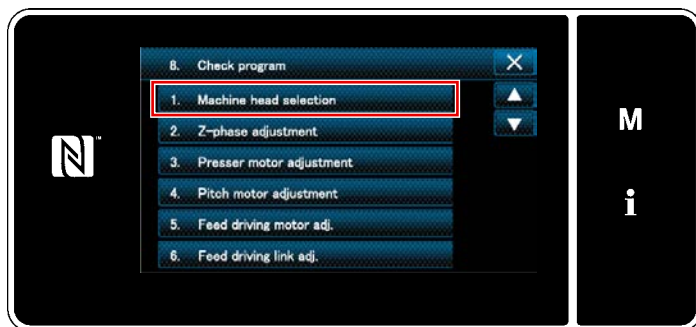 8. Check program
1. Machine head selection
2. Z-phase adjustment
3. Presser motor adjustment
4. Pitch motor adjustment
5. Feed driving motor adj.
6. Feed driving link adj.
N™
M
i